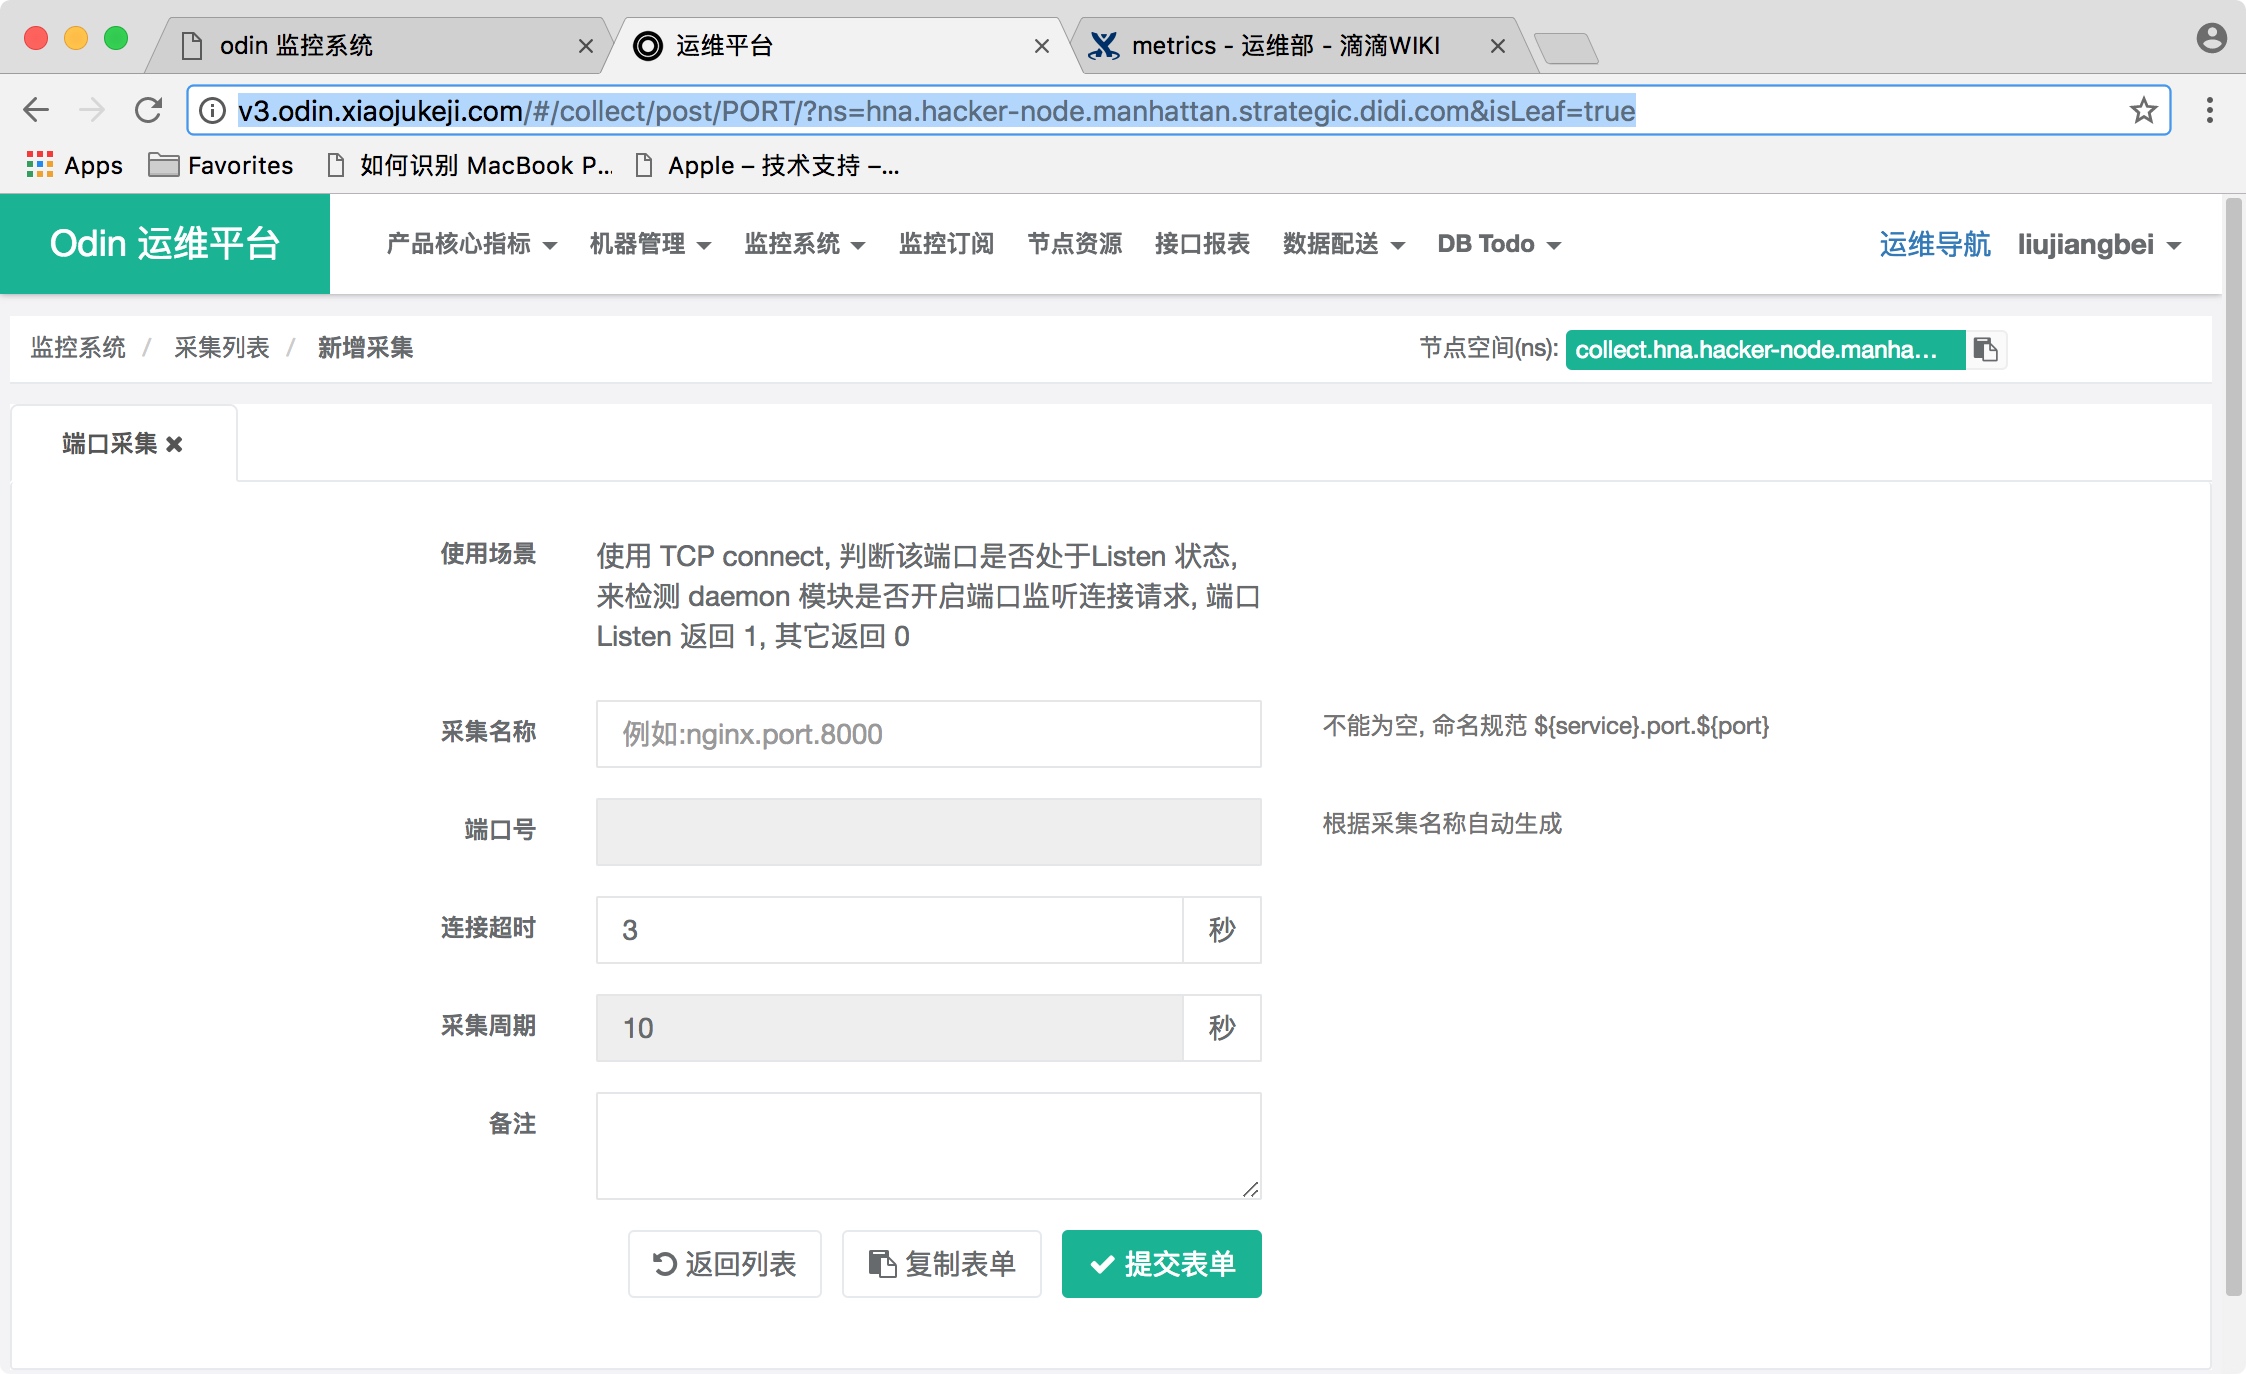 odin 监控系统
运维平台
metrics - 运维部 - 滴滴WIKI
v3.odin.xiaojukeji.com/#/collect/post/PORT/?ns=hna.hacker-node.manhattan.strategic.didi.com&isLeaf=true
Apps
Favorites
如何识别 MacBook P...
Apple – 技术支持 –...
Odin 运维平台
产品核心指标
机器管理
监控系统
监控订阅
节点资源
接口报表
数据配送
DB Todo
运维导航
liujiangbei
监控系统 / 采集列表 / 新增采集
节点空间(ns):
collect.hna.hacker-node.manha...
端口采集
使用场景
使用 TCP connect, 判断该端口是否处于Listen 状态,
来检测 daemon 模块是否开启端口监听连接请求, 端口
Listen 返回 1, 其它返回 0
采集名称
例如:nginx.port.8000
不能为空, 命名规范 ${service}.port.${port}
端口号
根据采集名称自动生成
连接超时
3
秒
采集周期
10
秒
备注
返回列表
复制表单
提交表单